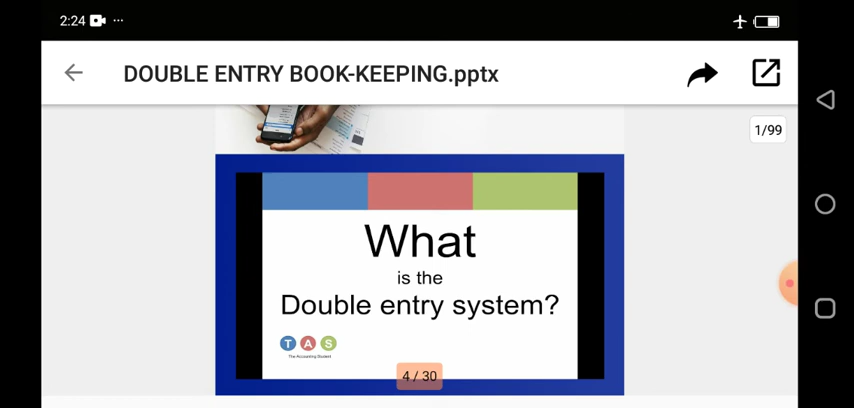 2:24 ...
DOUBLE ENTRY BOOK-KEEPING.pptx
1/99
What
is the
Double entry system?
T A S
The Accounting Student
4 / 30